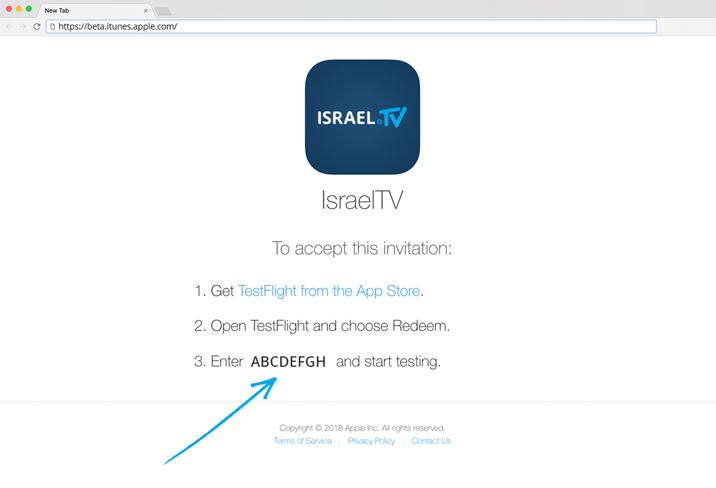 New Tab
https://beta.itunes.apple.com/
ISRAEL.TV
IsraelTV
To accept this invitation:
1. Get TestFlight from the App Store.
2. Open TestFlight and choose Redeem.
3. Enter ABCDEFGH and start testing.
Copyright © 2018 Apple Inc. All rights reserved.
Terms of Service Privacy Policy Contact Us